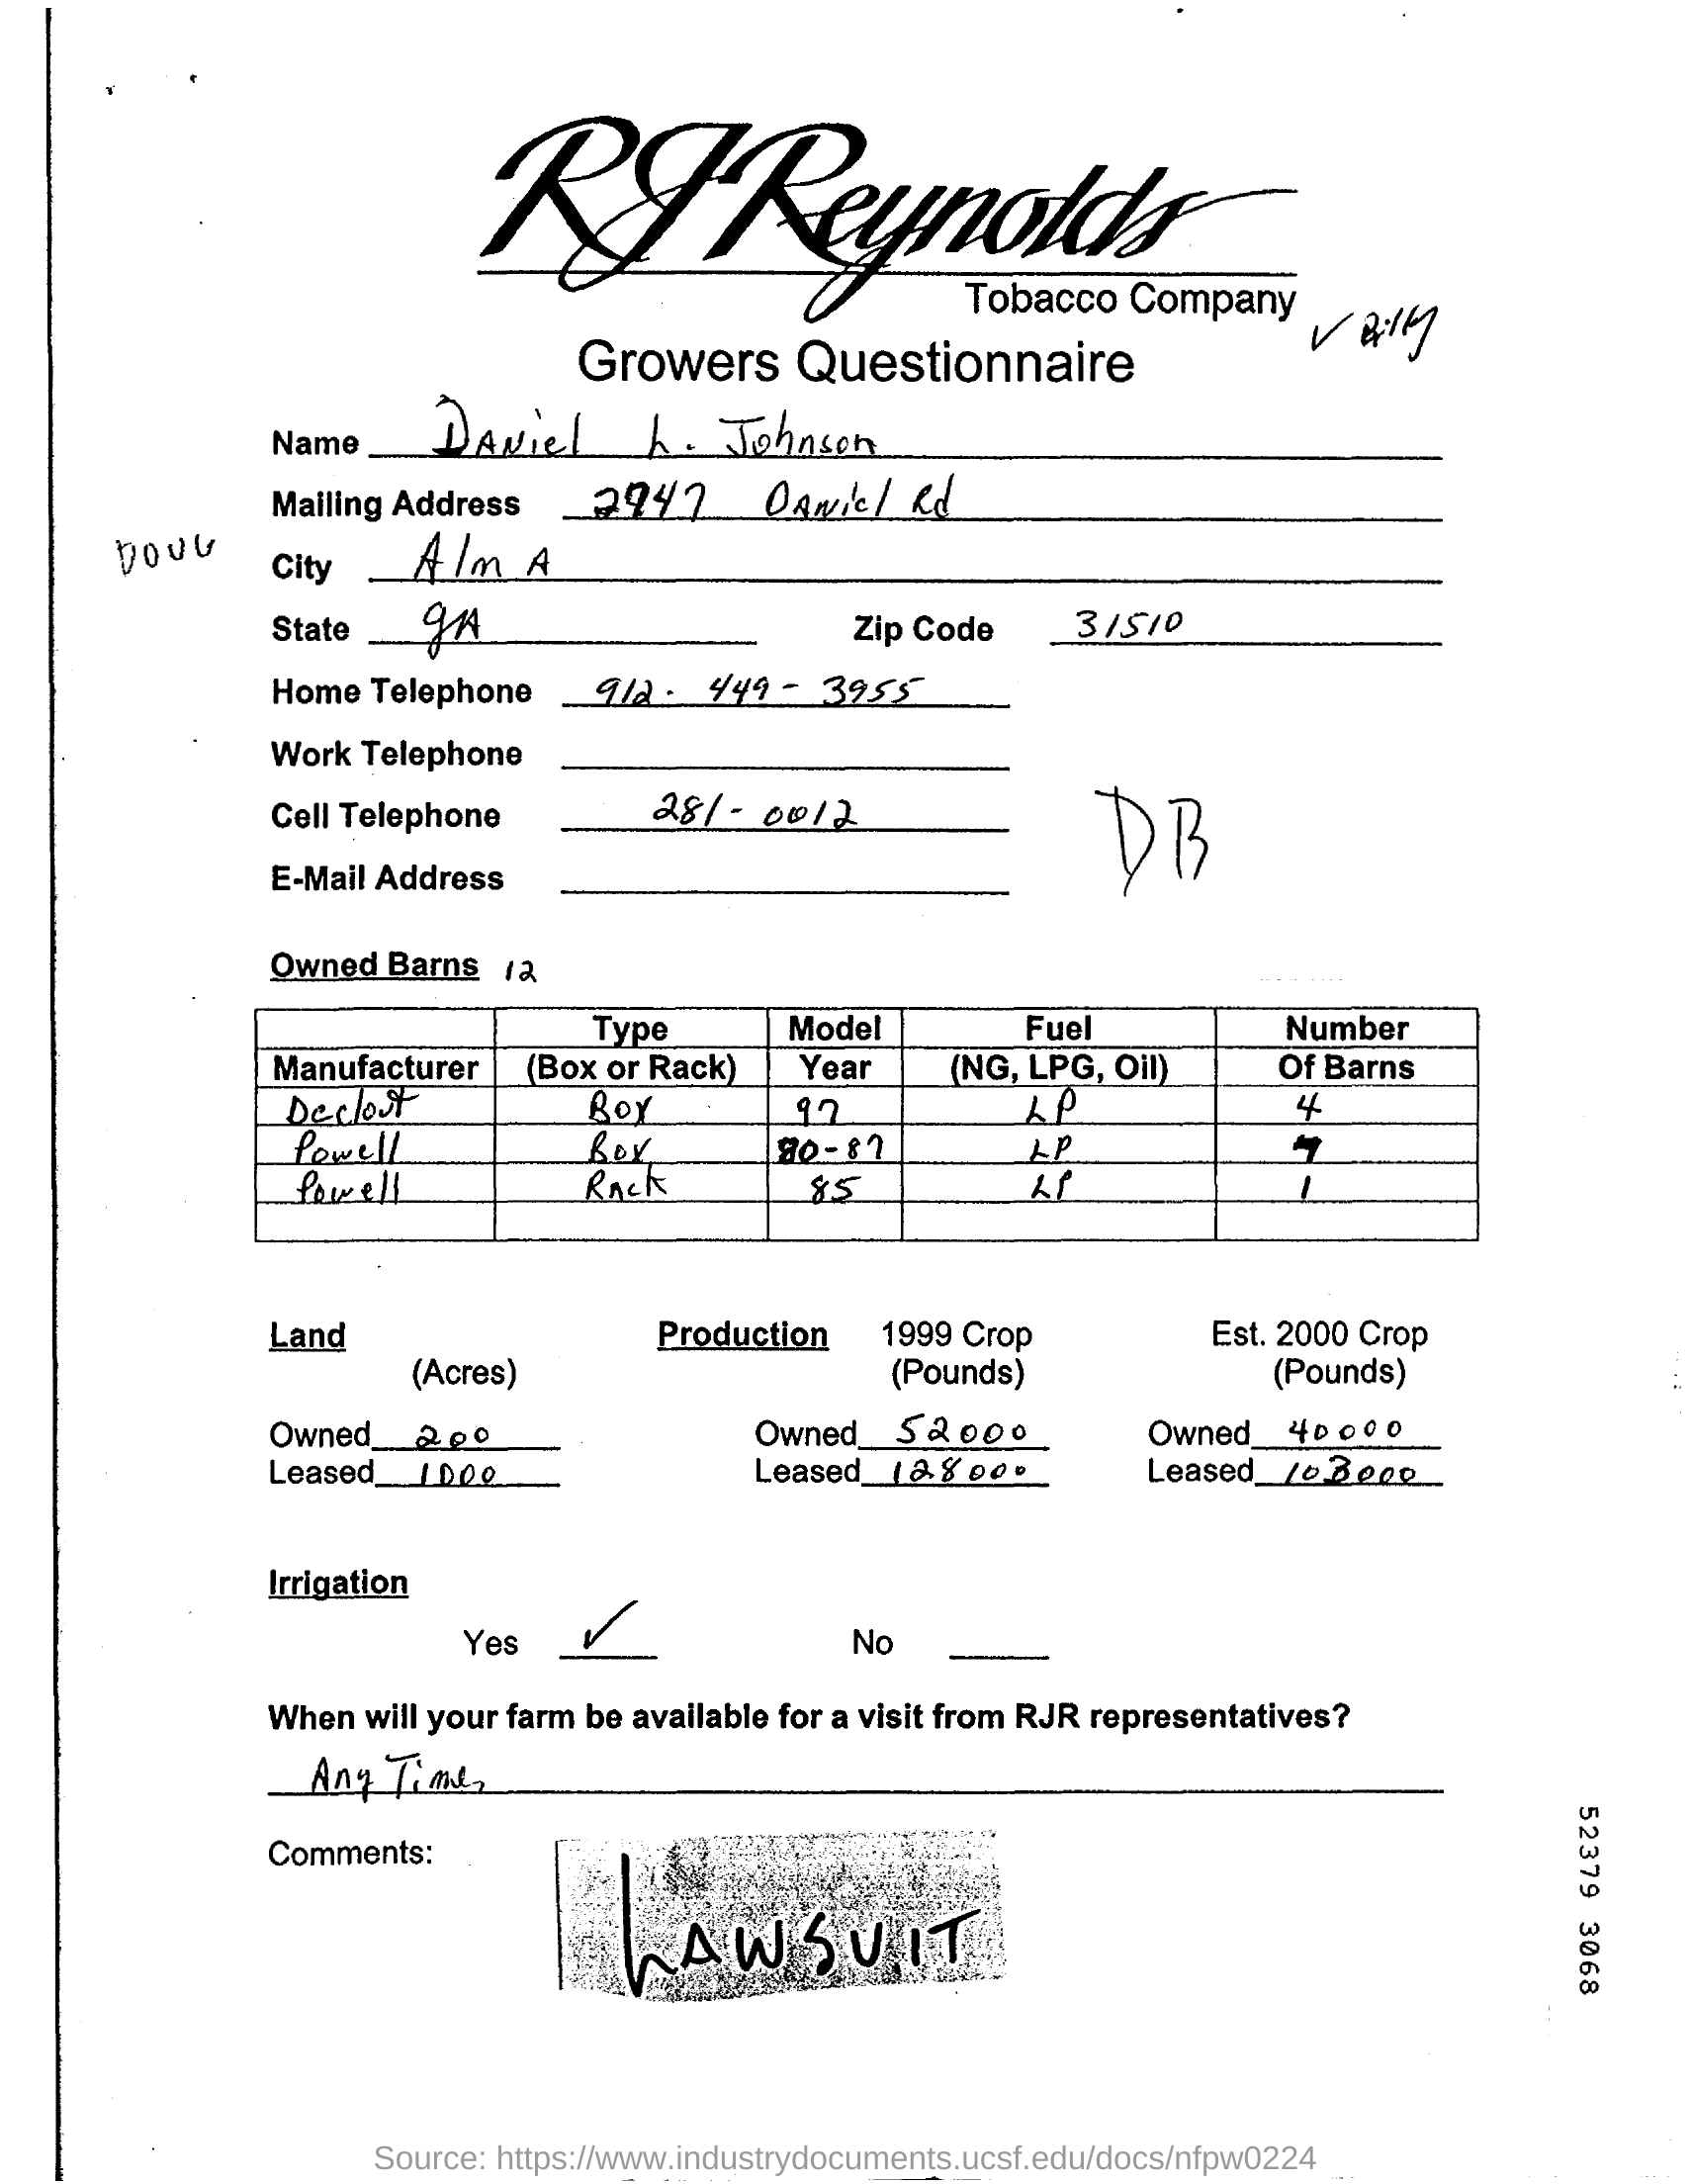 RJReynolds
Tobacco Company
✓ Billy
Growers Questionnaire
Name DANiel L. Johnson
Mailing Address 2947 DANiel Rd
DOUG
City AlmA
State gA Zip Code 31510
Home Telephone 912. 449-3955
Work Telephone
Cell Telephone 281-0012
DB
E-Mail Address
Owned Barns 12
Manufacturer Type (Box or Rack) Model Year Fuel (NG, LPG, Oil) Number Of Barns
Declout Box 97 LP 4
Powell Box 80-87 LP 7
Powell Rack 85 LP 1
Land (Acres) Production 1999 Crop (Pounds) Est. 2000 Crop (Pounds)
Owned 200 Owned 52000 Owned 40000
Leased 1000 Leased 128000 Leased 103000
Irrigation
Yes ✓ No
When will your farm be available for a visit from RJR representatives?
Any Time
Comments:
LAWSUIT
52379 3068
Source: https://www.industrydocuments.ucsf.edu/docs/nfpw0224